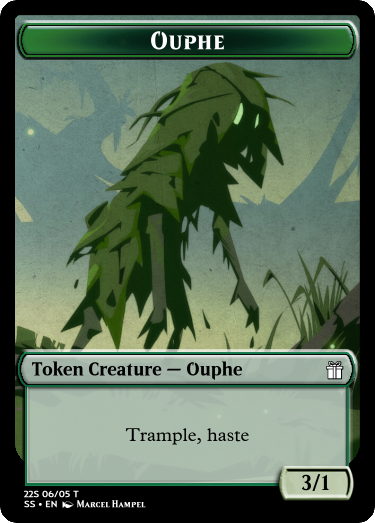 Ouphe
Token Creature — Ouphe
Trample, haste
3/1
22S 06/05 T
SS • EN Marcel Hampel